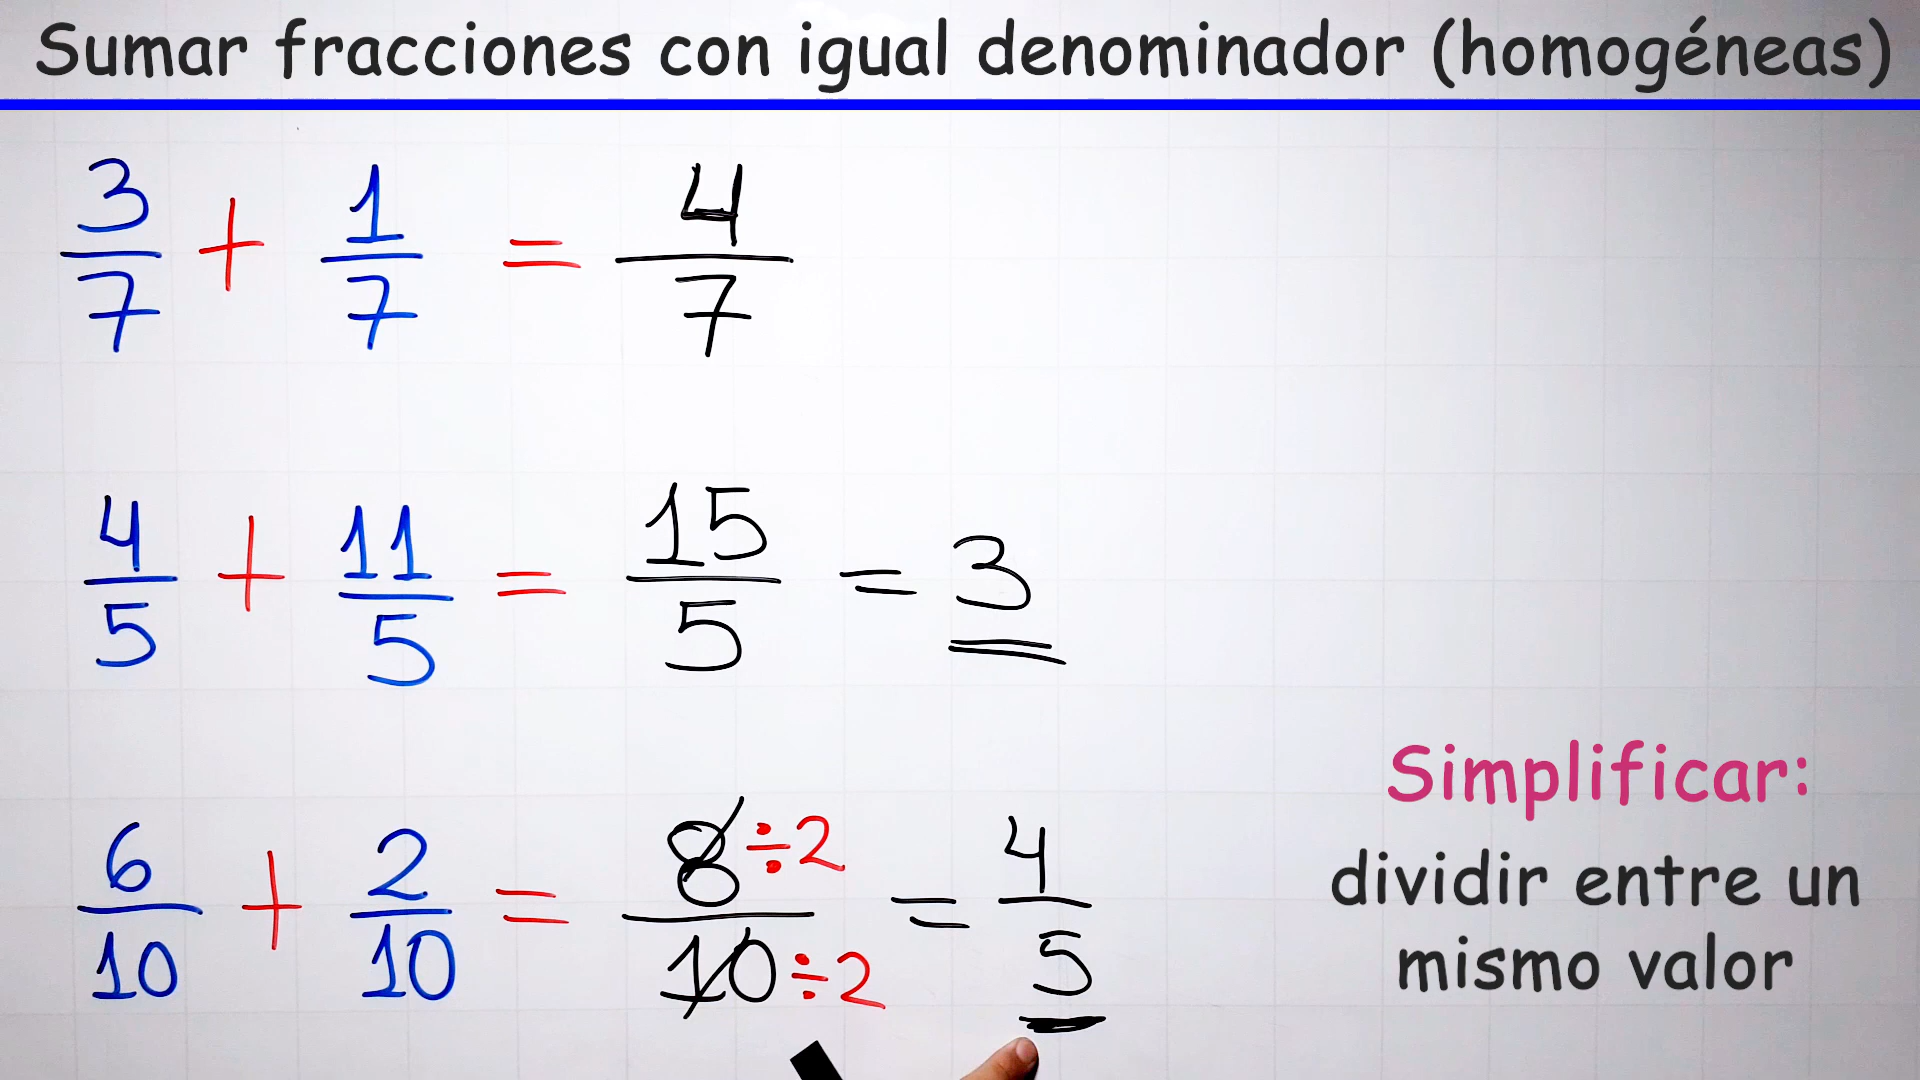 Sumar fracciones con igual denominador (homogéneas)
3/7 + 1/7 = 4/7
4/5 + 11/5 = 15/5 = 3
6/10 + 2/10 = 8÷2/10÷2 = 4/5
Simplificar:
dividir entre un
mismo valor